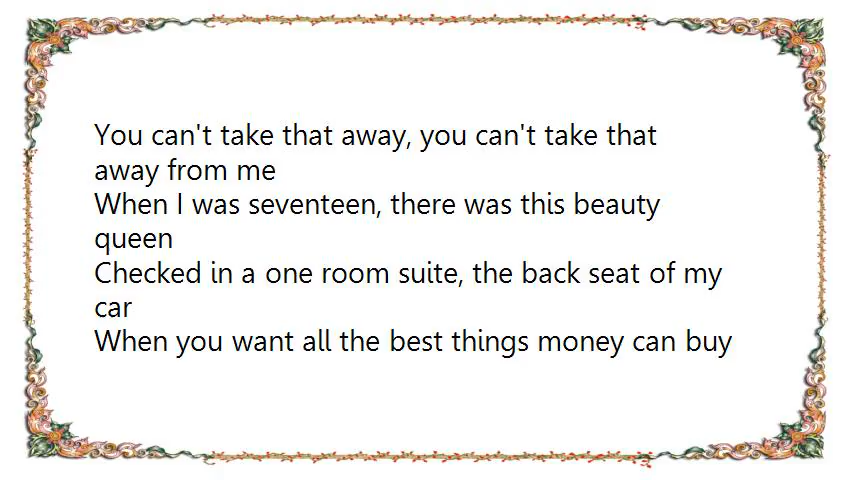 You can't take that away, you can't take that
away from me
When I was seventeen, there was this beauty
queen
Checked in a one room suite, the back seat of my
car
When you want all the best things money can buy